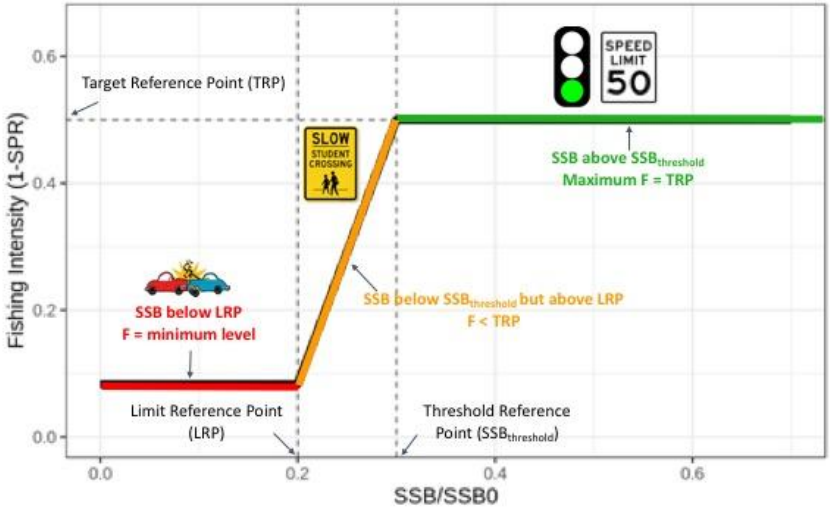 0.6
SPEED
LIMIT
50
Target Reference Point (TRP)
SLOW
STUDENT
CROSSING
SSB above SSBthreshold
Maximum F = TRP
0.4
Fishing Intensity (1-SPR)
SSB below SSBthreshold but above LRP
F < TRP
SSB below LRP
F = minimum level
0.2
Limit Reference Point
(LRP)
Threshold Reference
Point (SSBthreshold)
0.0
0.0
0.2
0.4
0.6
SSB/SSB0